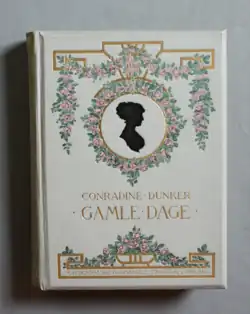 CONRADINE · DUNKER
· GAMLE · DAGE ·